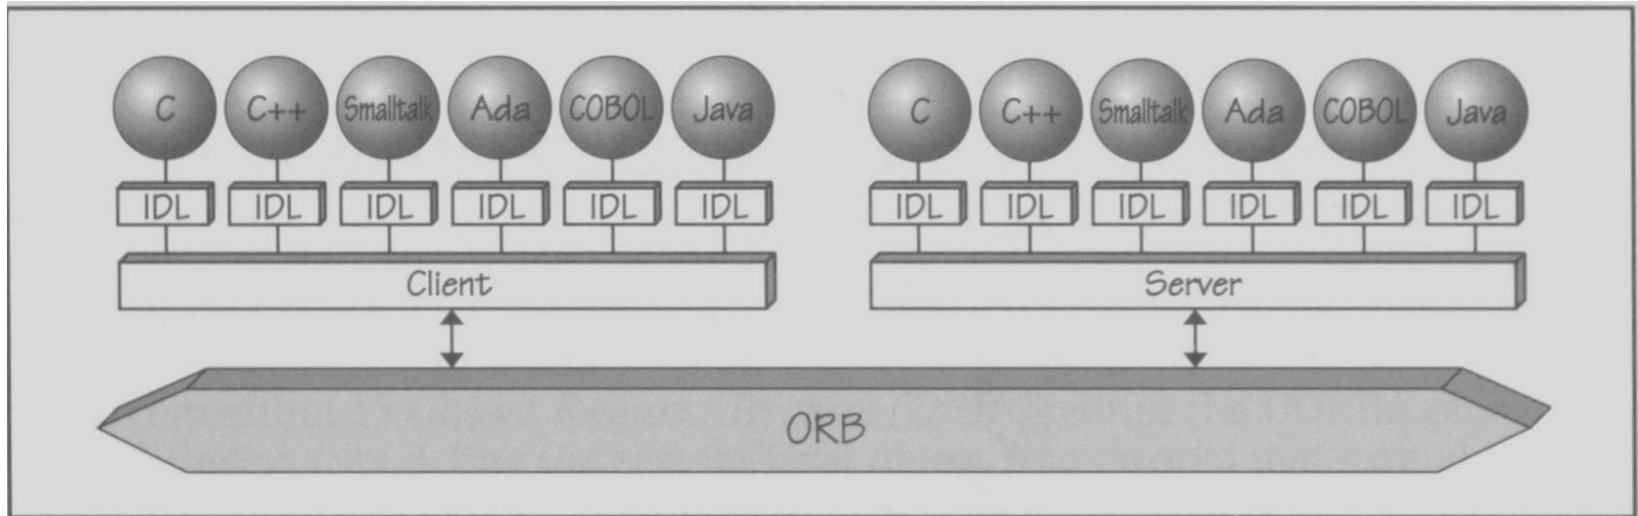 C C++ Smalltalk Ada COBOL Java
C C++ Smalltalk Ada COBOL Java
IDL IDL IDL IDL IDL IDL
IDL IDL IDL IDL IDL IDL
Client
Server
ORB